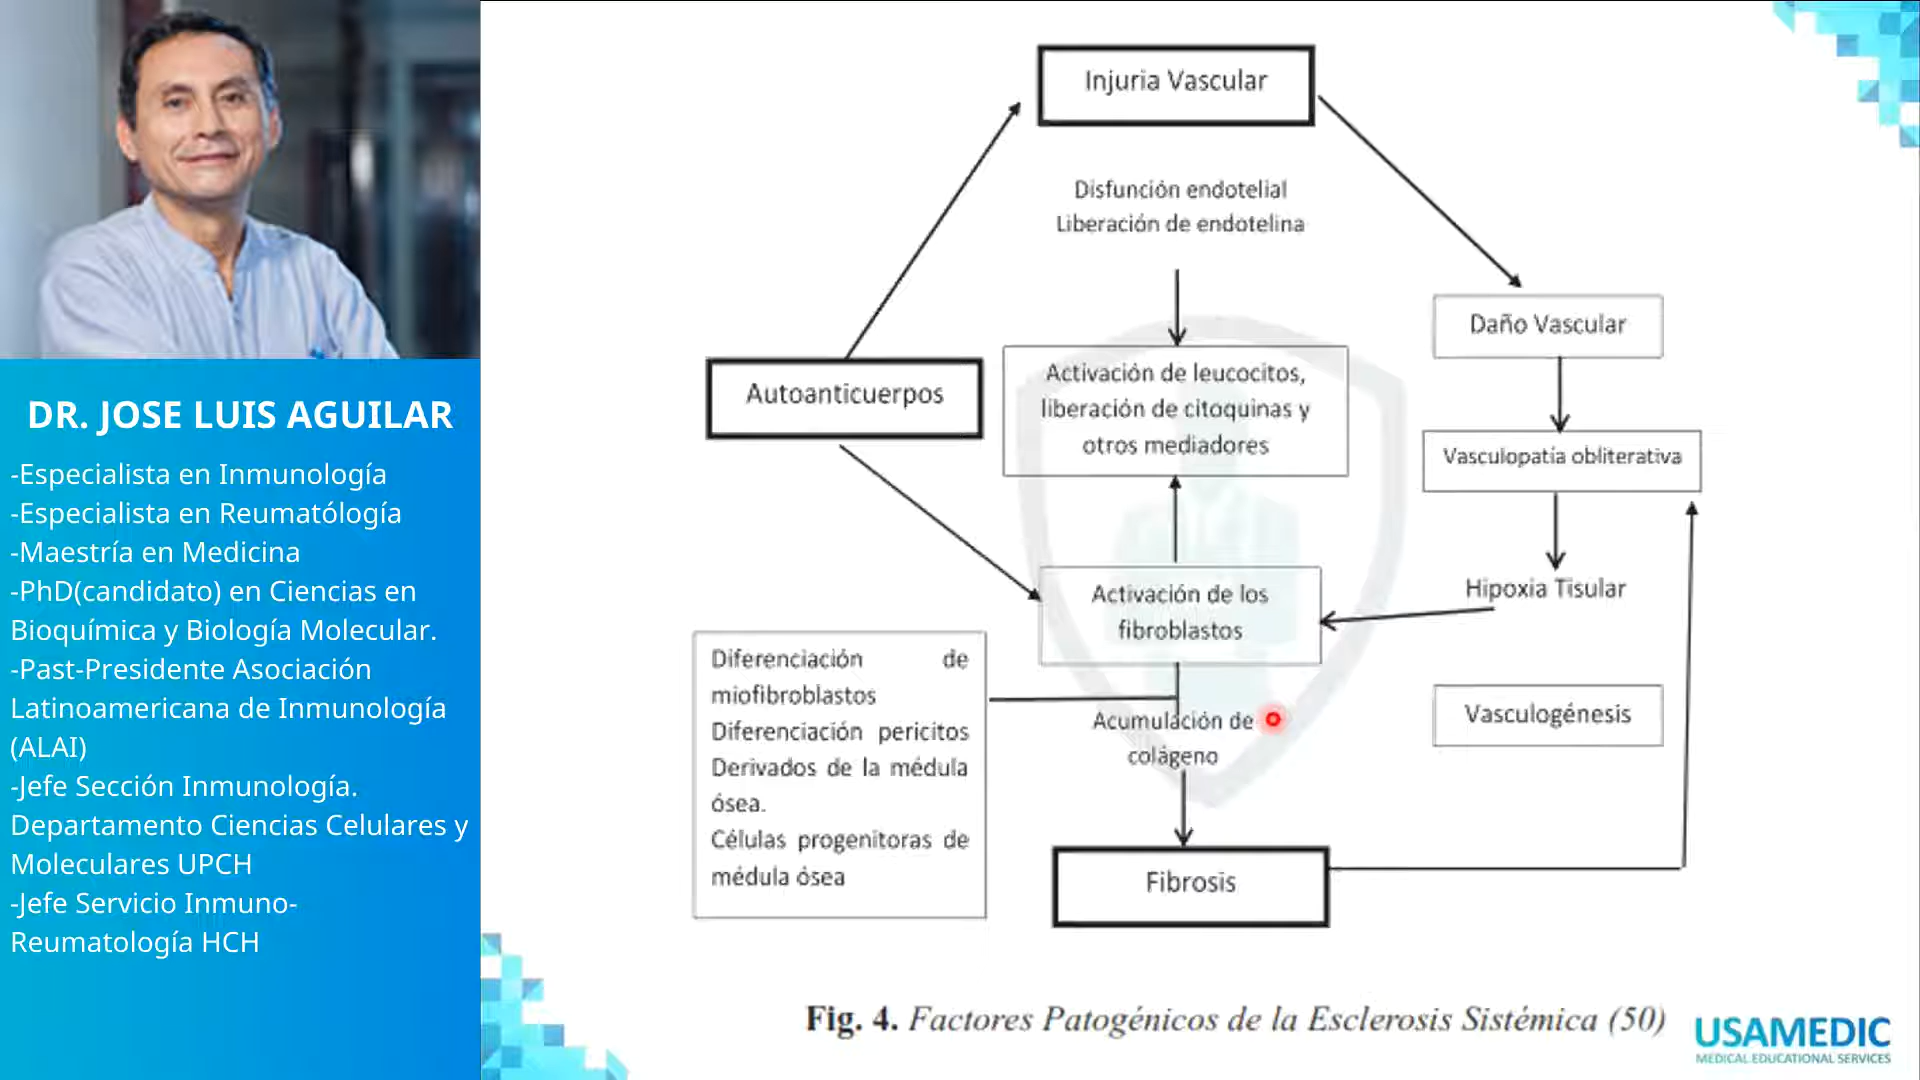 DR. JOSE LUIS AGUILAR
-Especialista en Inmunología
-Especialista en Reumatólogía
-Maestría en Medicina
-PhD(candidato) en Ciencias en
Bioquímica y Biología Molecular.
-Past-Presidente Asociación
Latinoamericana de Inmunología
(ALAI)
-Jefe Sección Inmunología.
Departamento Ciencias Celulares y
Moleculares UPCH
-Jefe Servicio Inmuno-
Reumatología HCH
Injuria Vascular
Disfunción endotelial
Liberación de endotelina
Daño Vascular
Autoanticuerpos
Activación de leucocitos,
liberación de citoquinas y
otros mediadores
Vasculopatía obliterativa
Hipoxia Tisular
Activación de los
fibroblastos
Diferenciación de
miofibroblastos
Diferenciación pericitos
Derivados de la médula
ósea.
Células progenitoras de
médula ósea
Acumulación de
colágeno
Vasculogénesis
Fibrosis
Fig. 4. Factores Patogénicos de la Esclerosis Sistémica (50)
USAMEDIC
MEDICAL EDUCATIONAL SERVICES